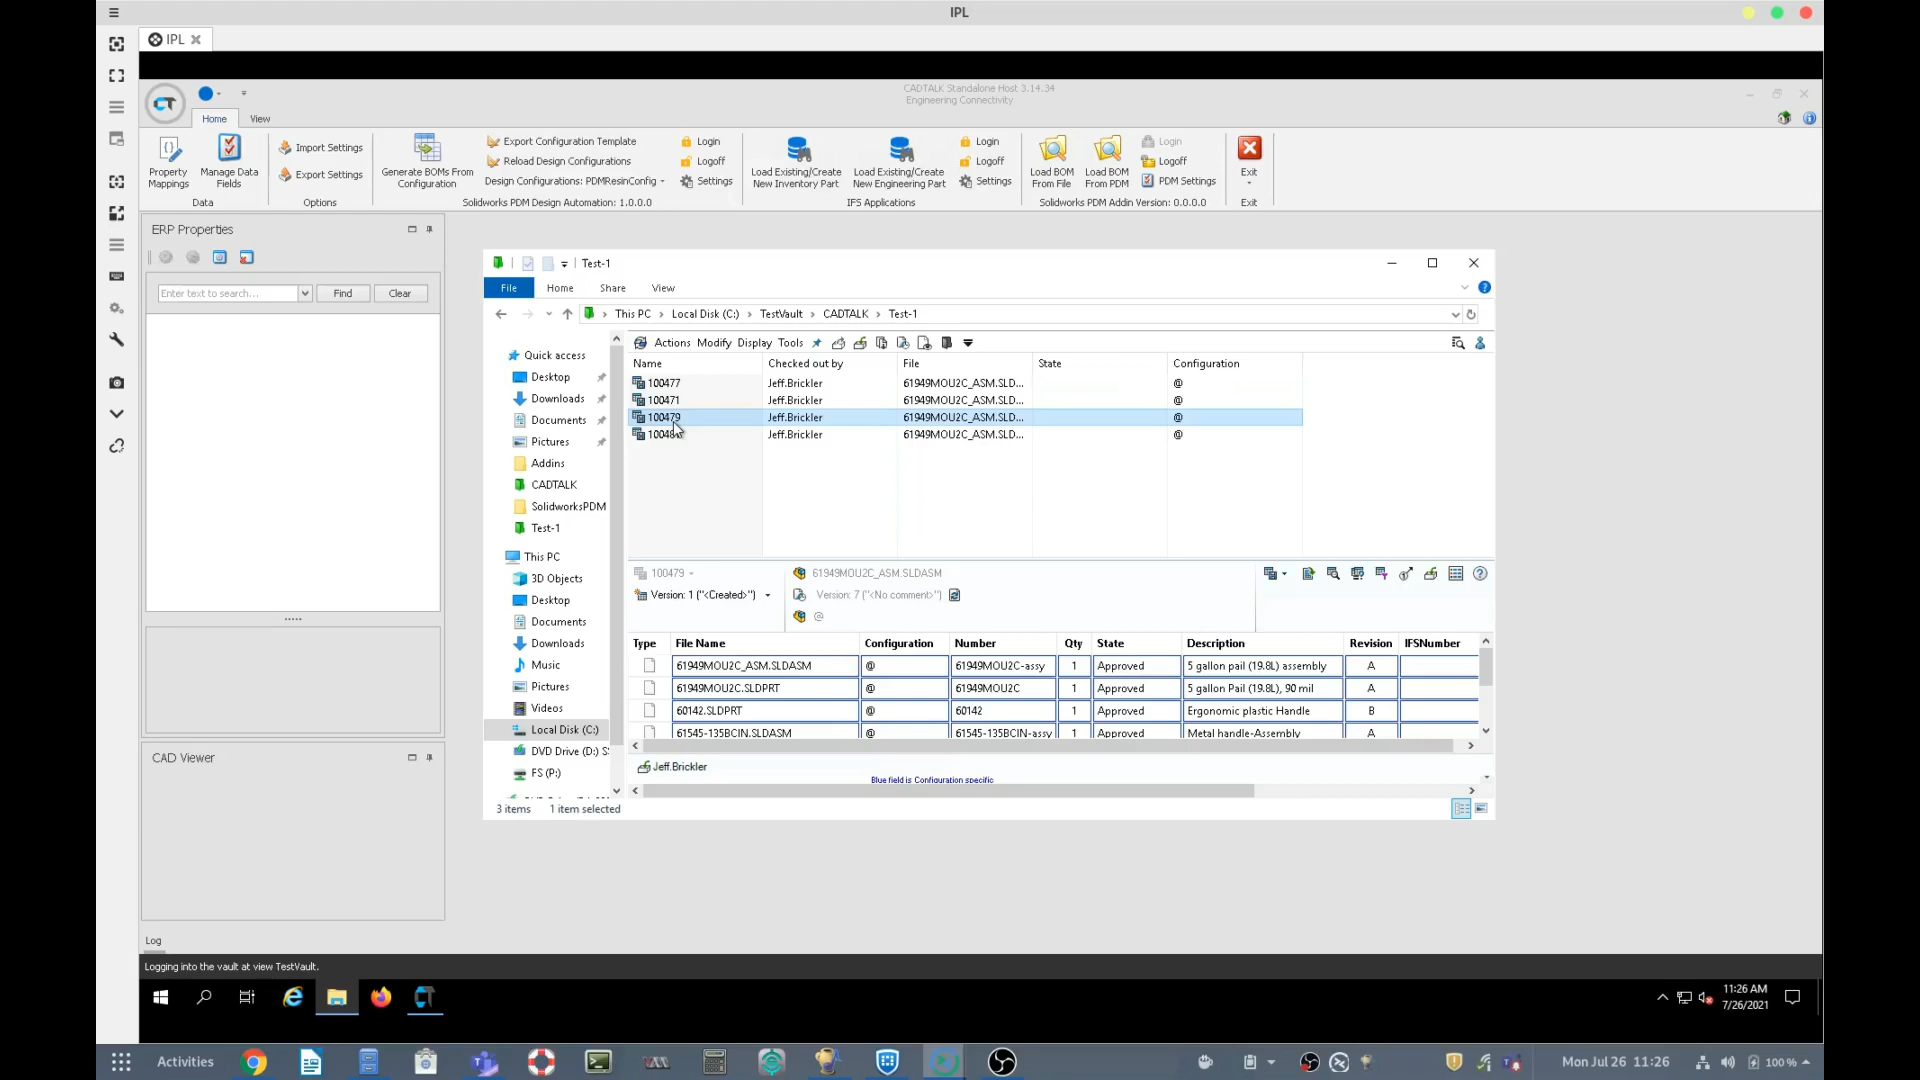 IPL
IPL
CADTALK Standalone Host 3.14.34
Engineering Connectivity
CT
Home View
Property Mappings
Manage Data Fields
Data
Import Settings
Export Settings
Options
Generate BOMs From Configuration
Export Configuration Template
Reload Design Configurations
Design Configurations: PDMResinConfig
Login
Logoff
Settings
Solidworks PDM Design Automation: 1.0.0.0
Load Existing/Create New Inventory Part
Load Existing/Create New Engineering Part
Login
Logoff
Settings
IFS Applications
Load BOM From File
Load BOM From PDM
Login
Logoff
PDM Settings
Solidworks PDM Addin Version: 0.0.0.0
Exit
Exit
ERP Properties
Enter text to search... Find Clear
CAD Viewer
Test-1
File Home Share View
This PC > Local Disk (C:) > TestVault > CADTALK > Test-1
Actions Modify Display Tools
Quick access
Desktop
Downloads
Documents
Pictures
Addins
CADTALK
SolidworksPDM
Test-1
This PC
3D Objects
Desktop
Documents
Downloads
Music
Pictures
Videos
Local Disk (C:)
DVD Drive (D:) S
FS (P:)
Name Checked out by File State Configuration
100477 Jeff.Brickler 61949MOU2C_ASM.SLD... @
100471 Jeff.Brickler 61949MOU2C_ASM.SLD... @
100479 Jeff.Brickler 61949MOU2C_ASM.SLD... @
Jeff.Brickler 61949MOU2C_ASM.SLD... @
100479 61949MOU2C_ASM.SLDASM
Version: 1 ("<Created>") Version: 7 ("<No comment>")
@
Type File Name Configuration Number Qty State Description Revision IFSNumber
61949MOU2C_ASM.SLDASM @ 61949MOU2C-assy 1 Approved 5 gallon pail (19.8L) assembly A
61949MOU2C.SLDPRT @ 61949MOU2C 1 Approved 5 gallon Pail (19.8L), 90 mil A
60142.SLDPRT @ 60142 1 Approved Ergonomic plastic Handle B
61545-135BCIN.SLDASM @ 61545-135BCIN-assy 1 Approved Metal handle-Assembly A
Jeff.Brickler
Blue field is Configuration specific
3 items 1 item selected
Log
Logging into the vault at view TestVault.
11:26 AM
7/26/2021
Activities
Mon Jul 26 11:26
100 %